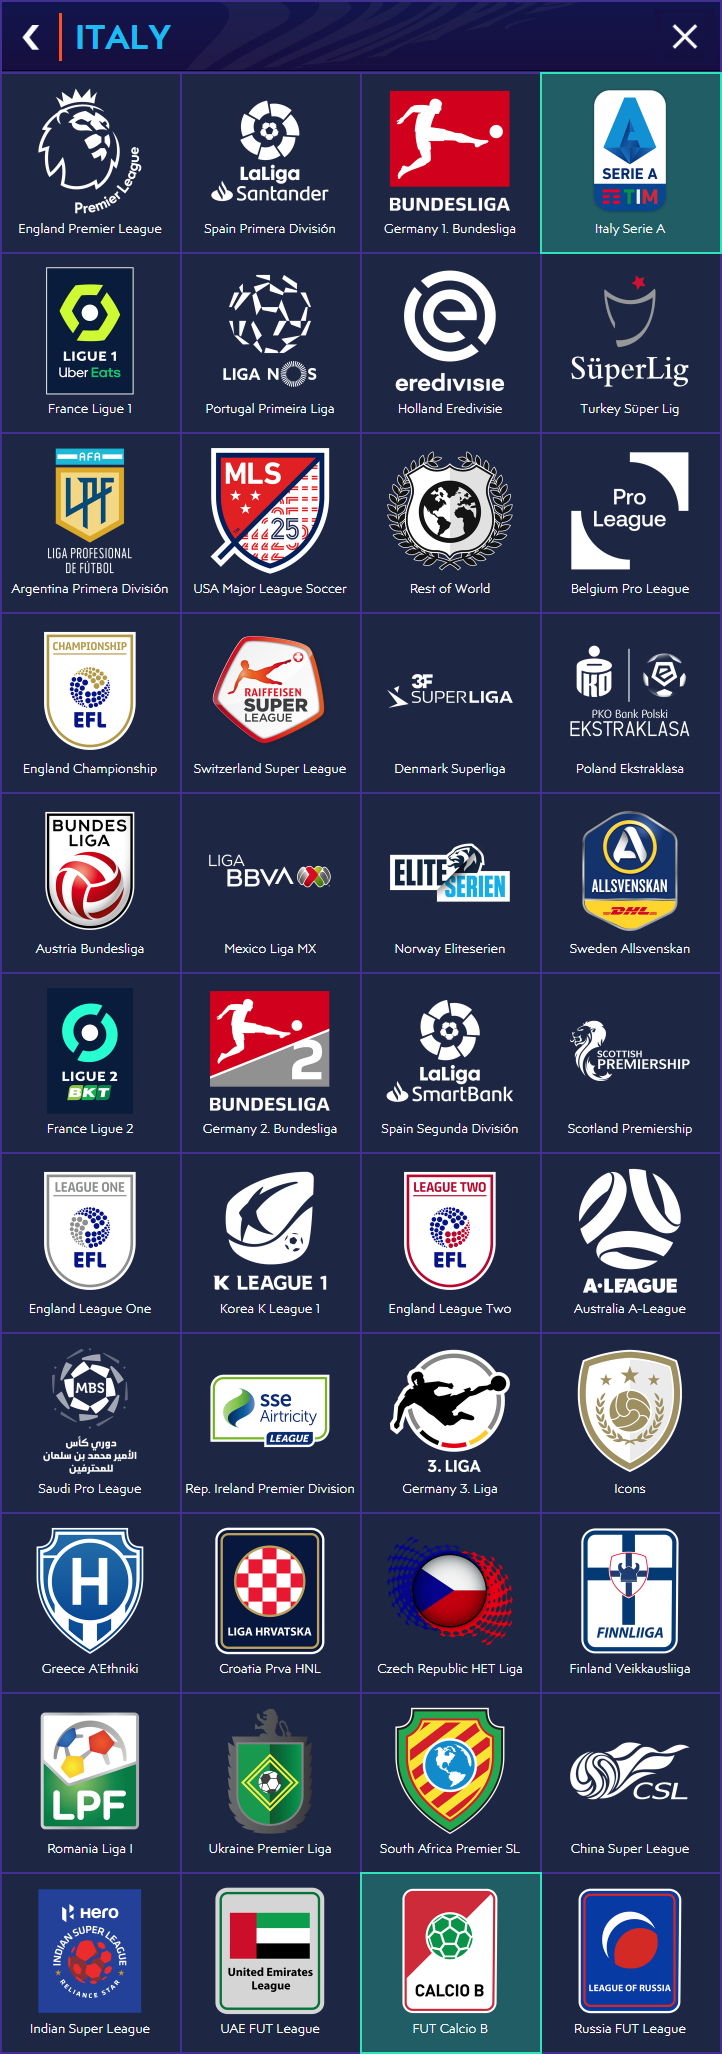 ITALY
Premier League
England Premier League
LaLiga
Santander
Spain Primera División
BUNDESLIGA
Germany 1. Bundesliga
SERIE A
TIM
Italy Serie A
LIGUE 1
Uber Eats
France Ligue 1
LIGA NOS
Portugal Primeira Liga
eredivisie
Holland Eredivisie
SüperLig
Turkey Süper Lig
AFA
LPF
LIGA PROFESIONAL
DE FÚTBOL
Argentina Primera División
MLS
25
USA Major League Soccer
Rest of World
Pro
League
Belgium Pro League
CHAMPIONSHIP
EFL
England Championship
RAIFFEISEN
SUPER
LEAGUE
Switzerland Super League
3F
SUPERLIGA
Denmark Superliga
PKO Bank Polski
EKSTRAKLASA
Poland Ekstraklasa
BUNDES
LIGA
Austria Bundesliga
LIGA
BBVA
Mexico Liga MX
ELITE
SERIEN
Norway Eliteserien
ALLSVENSKAN
DHL
Sweden Allsvenskan
LIGUE 2
BKT
France Ligue 2
2
BUNDESLIGA
Germany 2. Bundesliga
LaLiga
SmartBank
Spain Segunda División
SCOTTISH
PREMIERSHIP
Scotland Premiership
LEAGUE ONE
EFL
England League One
K LEAGUE 1
Korea K League 1
LEAGUE TWO
EFL
England League Two
A-LEAGUE
Australia A-League
MBS
دوري كأس
الأمير محمد بن سلمان
للمحترفين
Saudi Pro League
sse
Airtricity
LEAGUE
Rep. Ireland Premier Division
3. LIGA
Germany 3. Liga
Icons
H
Greece A'Ethniki
LIGA HRVATSKA
Croatia Prva HNL
Czech Republic HET Liga
FINNLIIGA
Finland Veikkausliiga
LPF
Romania Liga I
Ukraine Premier Liga
South Africa Premier SL
CSL
China Super League
Hero
INDIAN SUPER LEAGUE
RELIANCE STAR
Indian Super League
United Emirates
League
UAE FUT League
CALCIO B
FUT Calcio B
LEAGUE OF RUSSIA
Russia FUT League